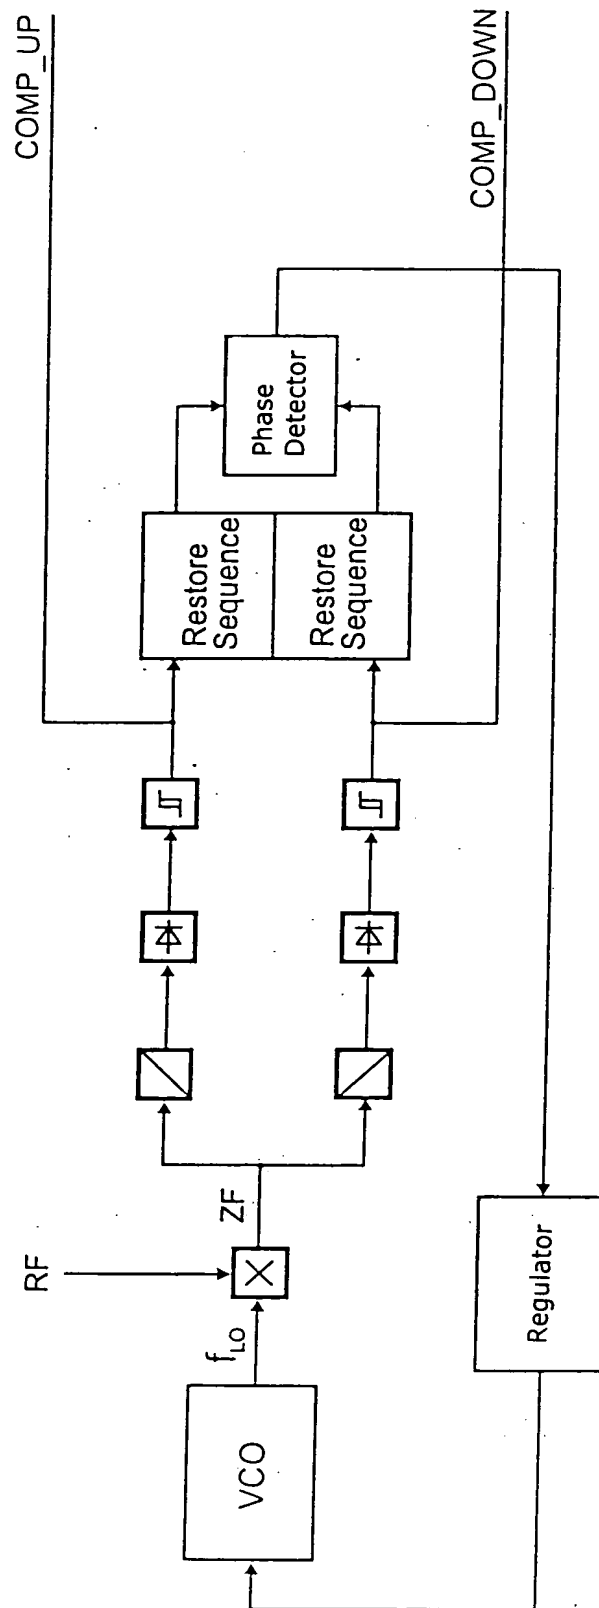 COMP_UP
COMP_DOWN
RF
VCO
f_LO
ZF
Restore
Sequence
Restore
Sequence
Phase
Detector
Regulator